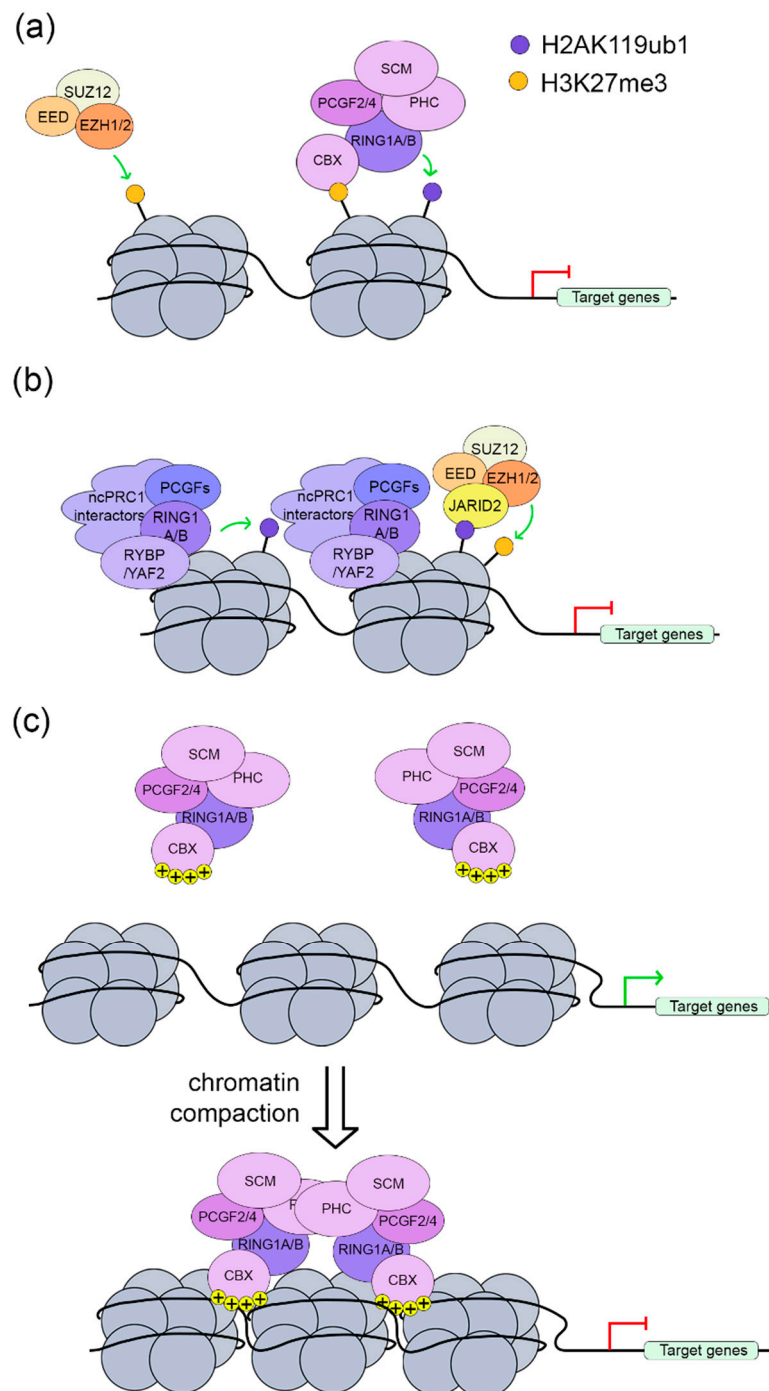 (a)
H2AK119ub1
H3K27me3
SUZ12
EED
EZH1/2
SCM
PCGF2/4
PHC
RING1A/B
CBX
Target genes
(b)
ncPRC1
interactors
PCGFs
RING1
A/B
RYBP
/YAF2
ncPRC1
interactors
PCGFs
RING1
A/B
RYBP
/YAF2
SUZ12
EED
EZH1/2
JARID2
Target genes
(c)
SCM
PCGF2/4
PHC
RING1A/B
CBX
++++
SCM
PHC
PCGF2/4
RING1A/B
CBX
++++
Target genes
chromatin
compaction
SCM
SCM
PCGF2/4
PHC
PCGF2/4
RING1A/B
RING1A/B
CBX
CBX
++++
++++
Target genes